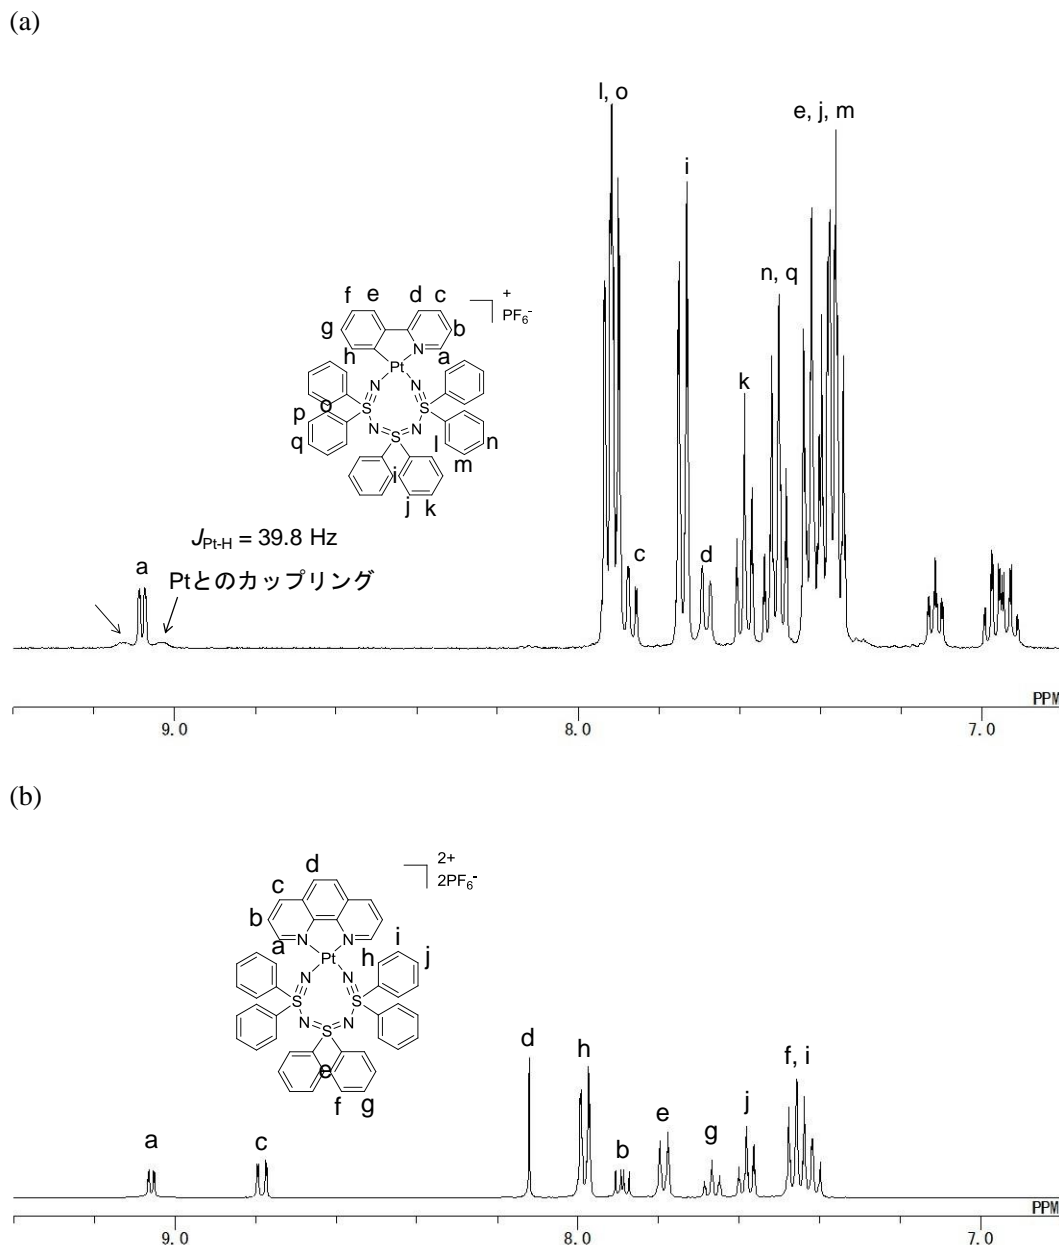 (a)
l, o
e, j, m
i
n, q
k
c
d
f e d c
g b
h N a
Pt
+
PF6-
N N
o
p S S
q N N l n
S m
i
j k
JPt-H = 39.8 Hz
a
Ptとのカップリング
PPM
9.0 8.0 7.0
(b)
2+
2PF6-
d
c
b
a N N i
Pt h j
N N
S S
N N
S
e
f g
a
c
d
h
b
e
g
j
f, i
PPM
9.0 8.0 7.0